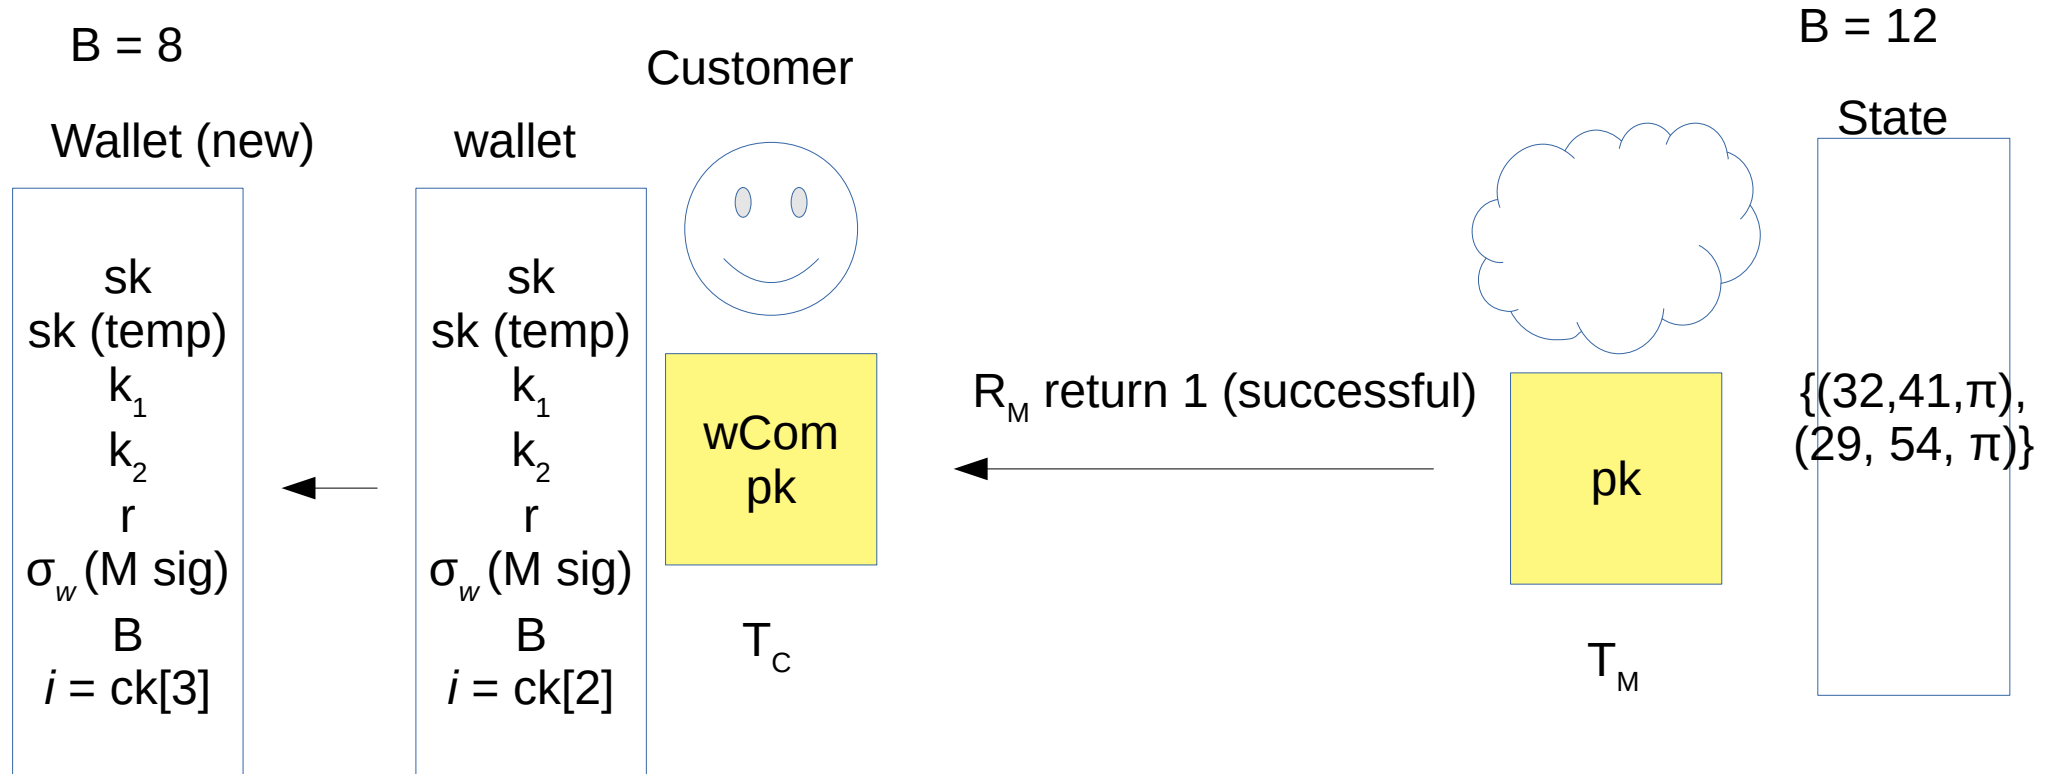 B = 8
Wallet (new)
sk
sk (temp)
k1
k2
r
σw (M sig)
B
i = ck[3]
wallet
sk
sk (temp)
k1
k2
r
σw (M sig)
B
i = ck[2]
Customer
wCom
pk
TC
RM return 1 (successful)
pk
TM
B = 12
State
{(32,41,π),
(29, 54, π)}